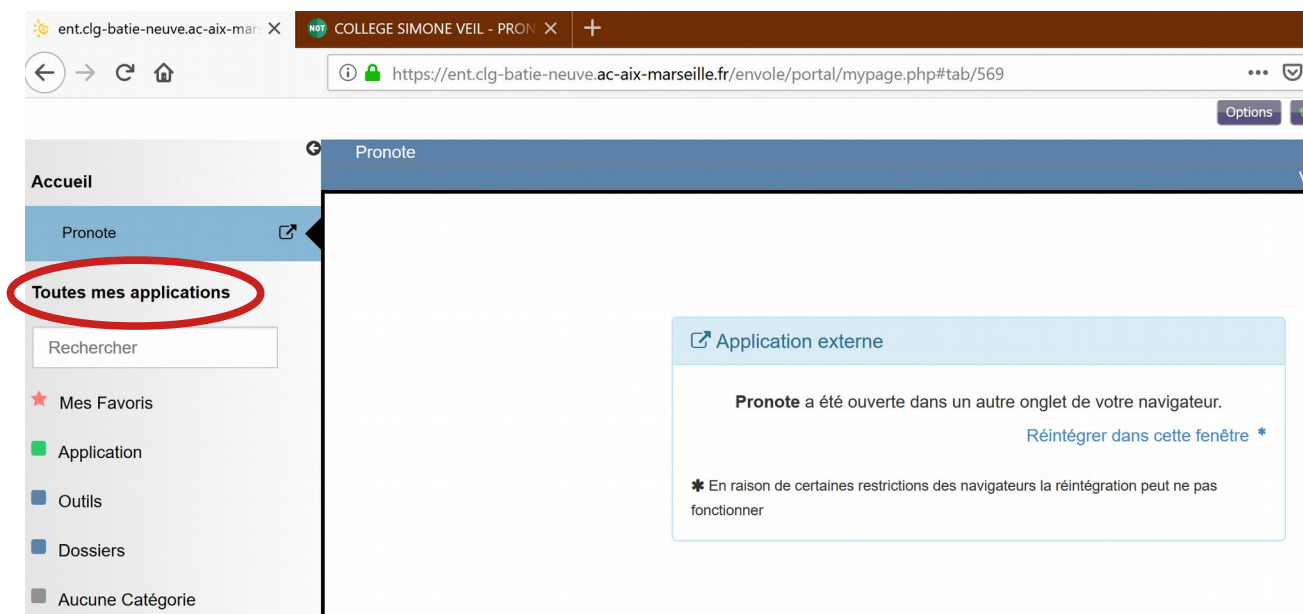 ent.clg-batie-neuve.ac-aix-mar
NOT COLLEGE SIMONE VEIL - PRON
https://ent.clg-batie-neuve.ac-aix-marseille.fr/envole/portal/mypage.php#tab/569
Options
Pronote
Accueil
Pronote
Toutes mes applications
Rechercher
Mes Favoris
Application
Outils
Dossiers
Aucune Catégorie
Application externe
Pronote a été ouverte dans un autre onglet de votre navigateur.
Réintégrer dans cette fenêtre *
* En raison de certaines restrictions des navigateurs la réintégration peut ne pas
fonctionner